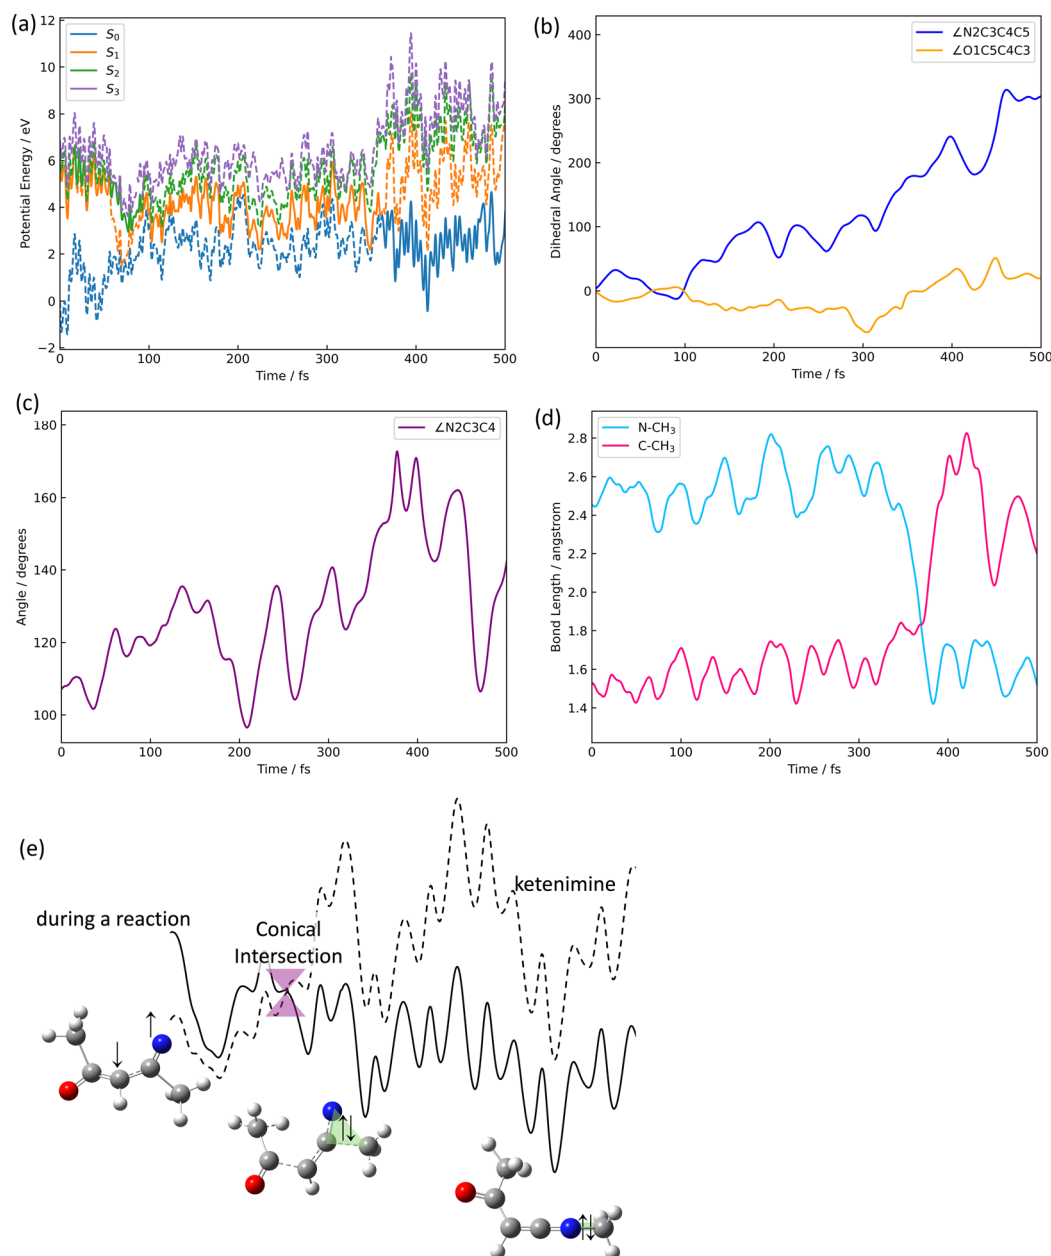 (a)
12
10
8
6
4
2
0
−2
Potential Energy / eV
S0
S1
S2
S3
0 100 200 300 400 500
Time / fs
(b)
400
300
200
100
0
Dihedral Angle / degrees
∠N2C3C4C5
∠O1C5C4C3
0 100 200 300 400 500
Time / fs
(c)
180
160
140
120
100
Angle / degrees
∠N2C3C4
0 100 200 300 400 500
Time / fs
(d)
2.8
2.6
2.4
2.2
2.0
1.8
1.6
1.4
Bond Length / angstrom
N-CH3
C-CH3
0 100 200 300 400 500
Time / fs
(e)
during a reaction
Conical
Intersection
ketenimine